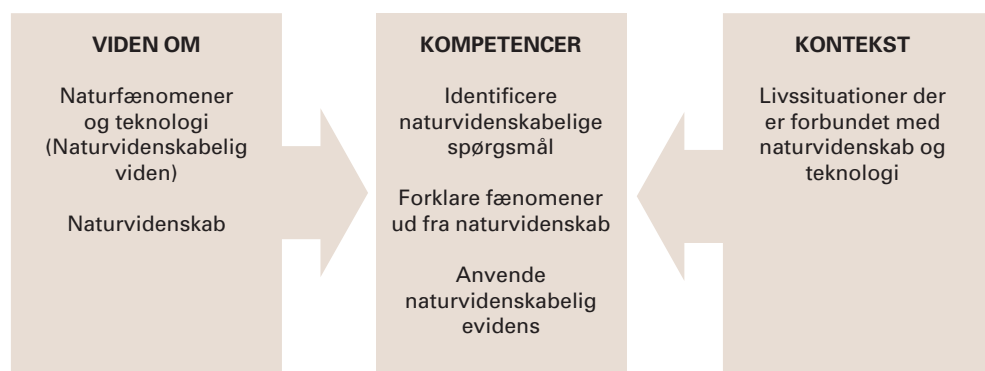 VIDEN OM
Naturfænomener
og teknologi
(Naturvidenskabelig
viden)
Naturvidenskab
KOMPETENCER
Identificere
naturvidenskabelige
spørgsmål
Forklare fænomener
ud fra naturvidenskab
Anvende
naturvidenskabelig
evidens
KONTEKST
Livssituationer der
er forbundet med
naturvidenskab og
teknologi